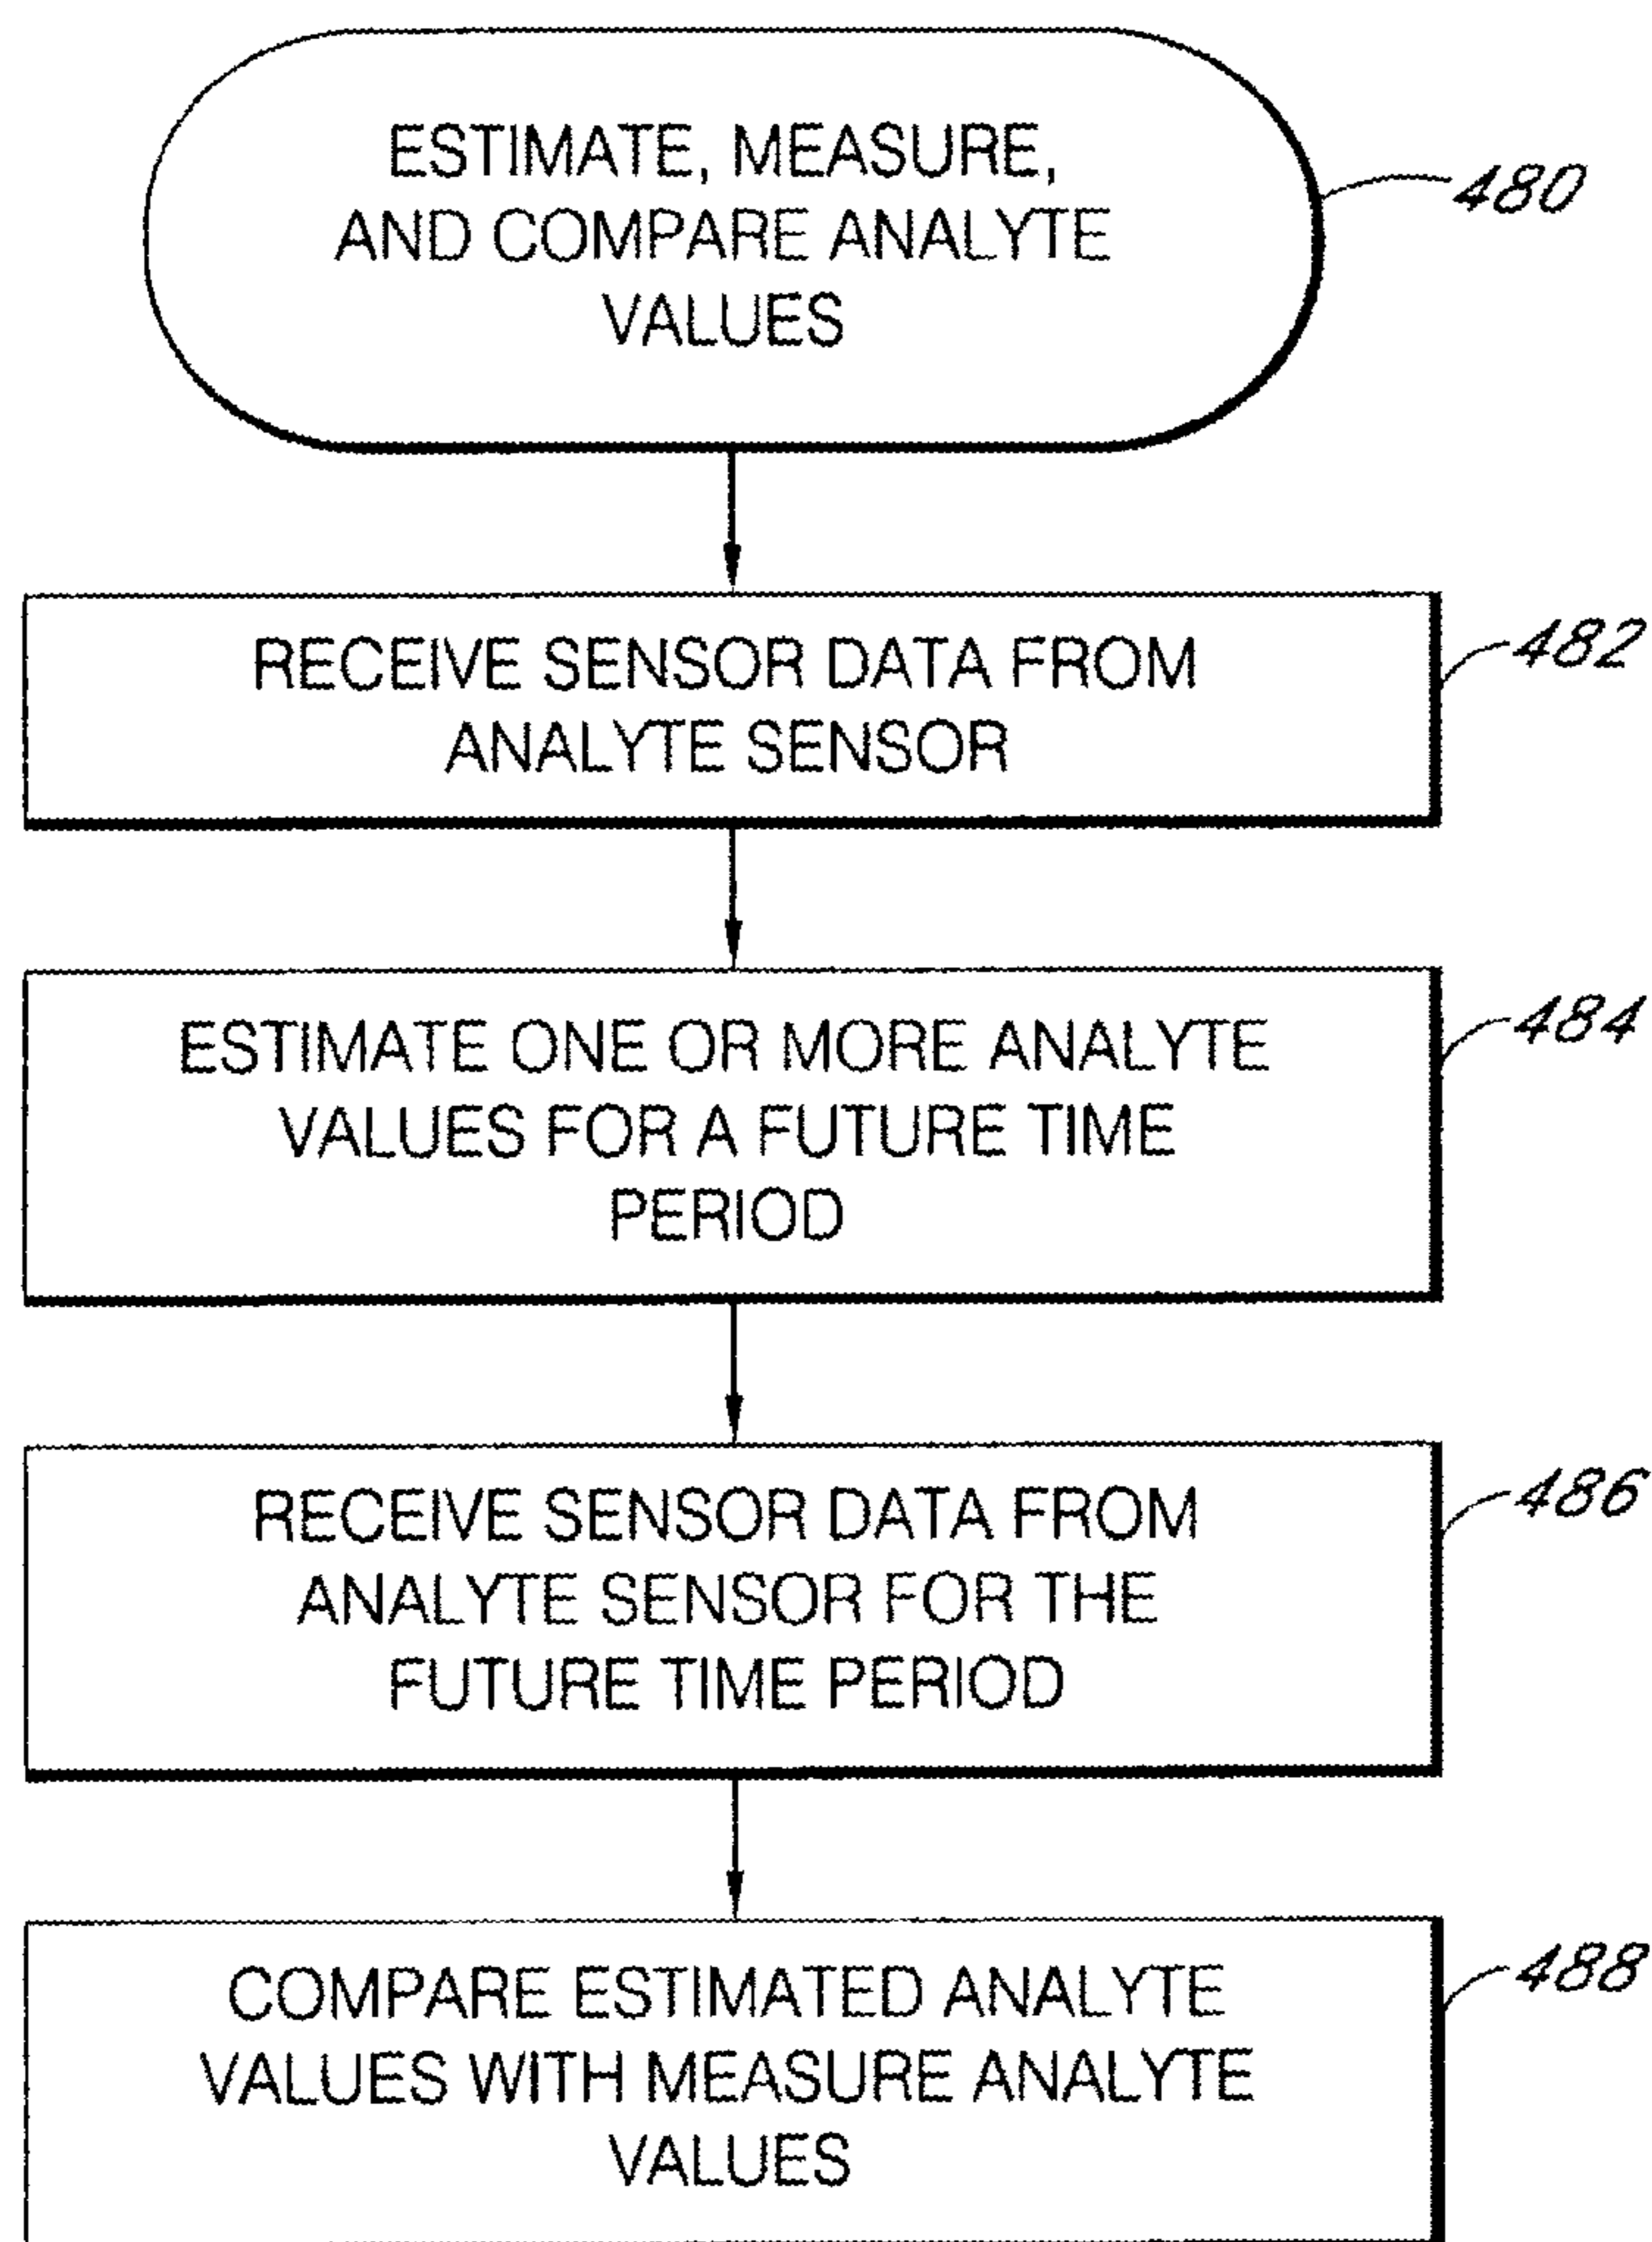 ESTIMATE, MEASURE,
AND COMPARE ANALYTE
VALUES
480
RECEIVE SENSOR DATA FROM
ANALYTE SENSOR
482
ESTIMATE ONE OR MORE ANALYTE
VALUES FOR A FUTURE TIME
PERIOD
484
RECEIVE SENSOR DATA FROM
ANALYTE SENSOR FOR THE
FUTURE TIME PERIOD
486
COMPARE ESTIMATED ANALYTE
VALUES WITH MEASURE ANALYTE
VALUES
488